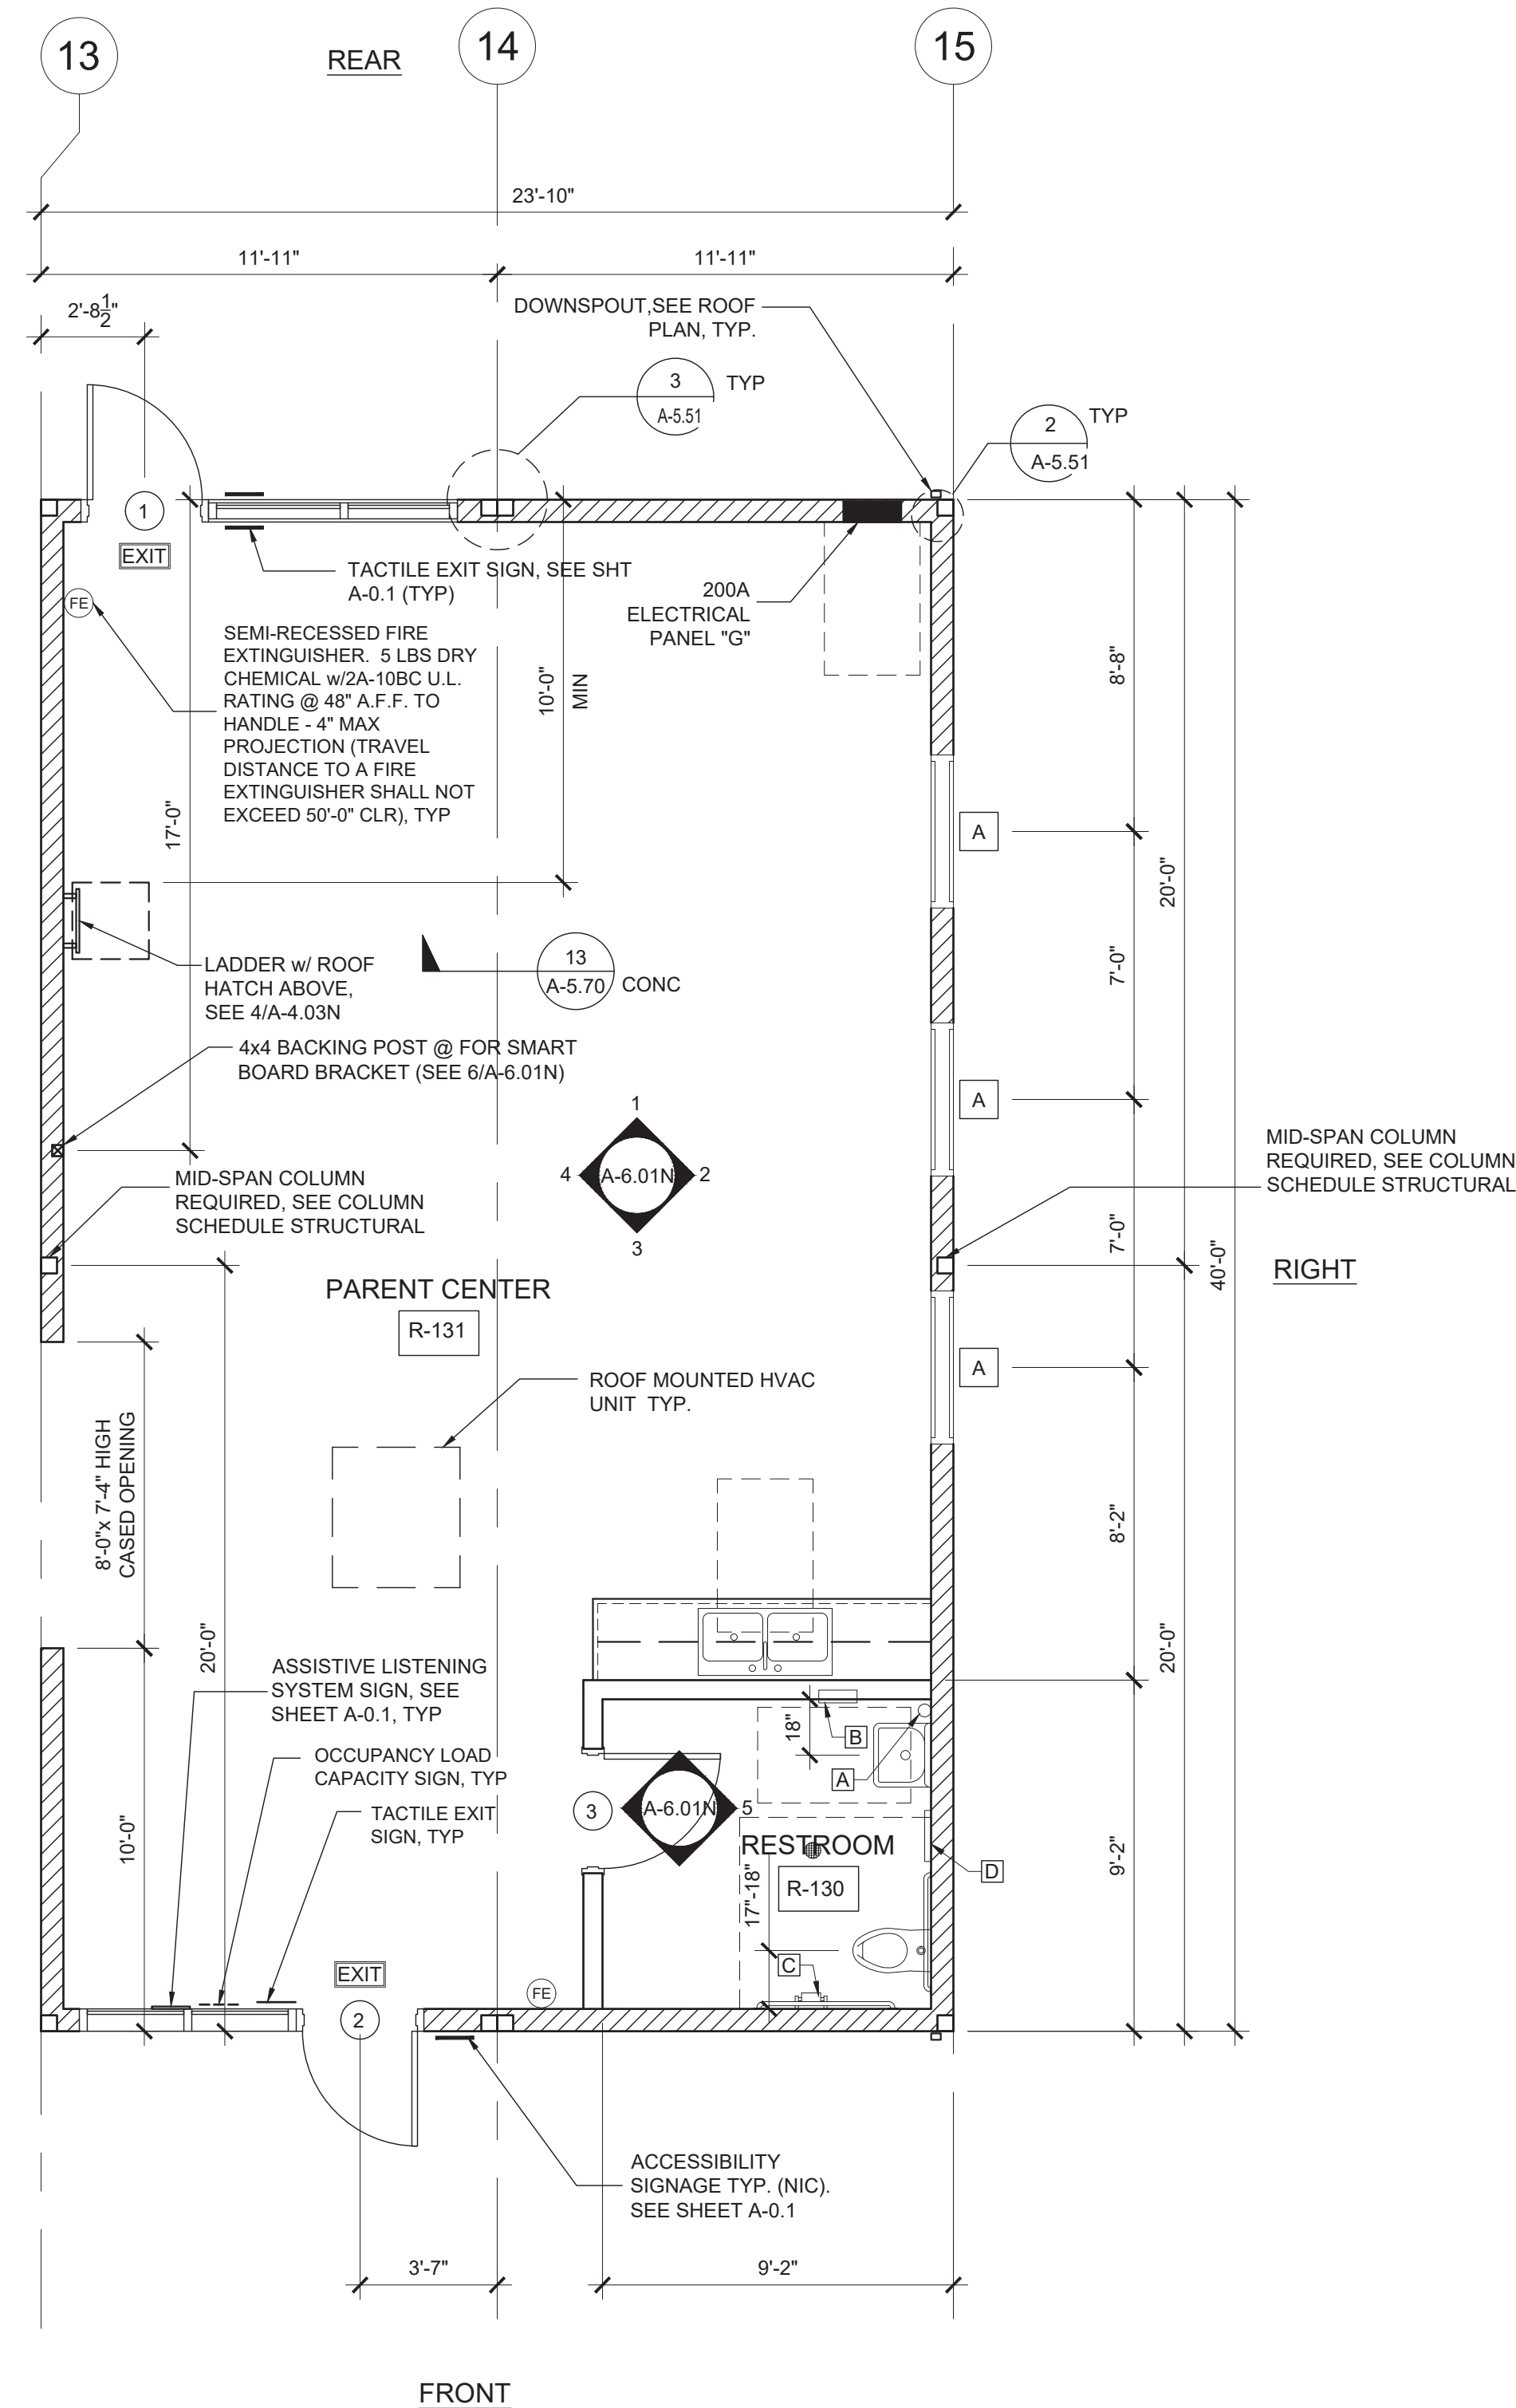 13
REAR
14
15
23'-10"
11'-11"
11'-11"
2'-8 1/2"
DOWNSPOUT,SEE ROOF
PLAN, TYP.
3
A-5.51
TYP
2
A-5.51
TYP
1
EXIT
FE
TACTILE EXIT SIGN, SEE SHT
A-0.1 (TYP)
200A
ELECTRICAL
PANEL "G"
SEMI-RECESSED FIRE
EXTINGUISHER. 5 LBS DRY
CHEMICAL w/2A-10BC U.L.
RATING @ 48" A.F.F. TO
HANDLE - 4" MAX
PROJECTION (TRAVEL
DISTANCE TO A FIRE
EXTINGUISHER SHALL NOT
EXCEED 50'-0" CLR), TYP
10'-0"
MIN
17'-0"
8'-8"
A
20'-0"
7'-0"
LADDER w/ ROOF
HATCH ABOVE,
SEE 4/A-4.03N
13
A-5.70
CONC
4x4 BACKING POST @ FOR SMART
BOARD BRACKET (SEE 6/A-6.01N)
A
1
4
A-6.01N
2
3
MID-SPAN COLUMN
REQUIRED, SEE COLUMN
SCHEDULE STRUCTURAL
MID-SPAN COLUMN
REQUIRED, SEE COLUMN
SCHEDULE STRUCTURAL
7'-0"
40'-0"
RIGHT
PARENT CENTER
R-131
A
ROOF MOUNTED HVAC
UNIT TYP.
8'-0"x 7'-4" HIGH
CASED OPENING
8'-2"
20'-0"
20'-0"
ASSISTIVE LISTENING
SYSTEM SIGN, SEE
SHEET A-0.1, TYP
OCCUPANCY LOAD
CAPACITY SIGN, TYP
TACTILE EXIT
SIGN, TYP
10'-0"
18"
B
A
3
A-6.01N
5
RESTROOM
R-130
17"-18"
D
9'-2"
C
EXIT
FE
2
ACCESSIBILITY
SIGNAGE TYP. (NIC).
SEE SHEET A-0.1
3'-7"
9'-2"
FRONT